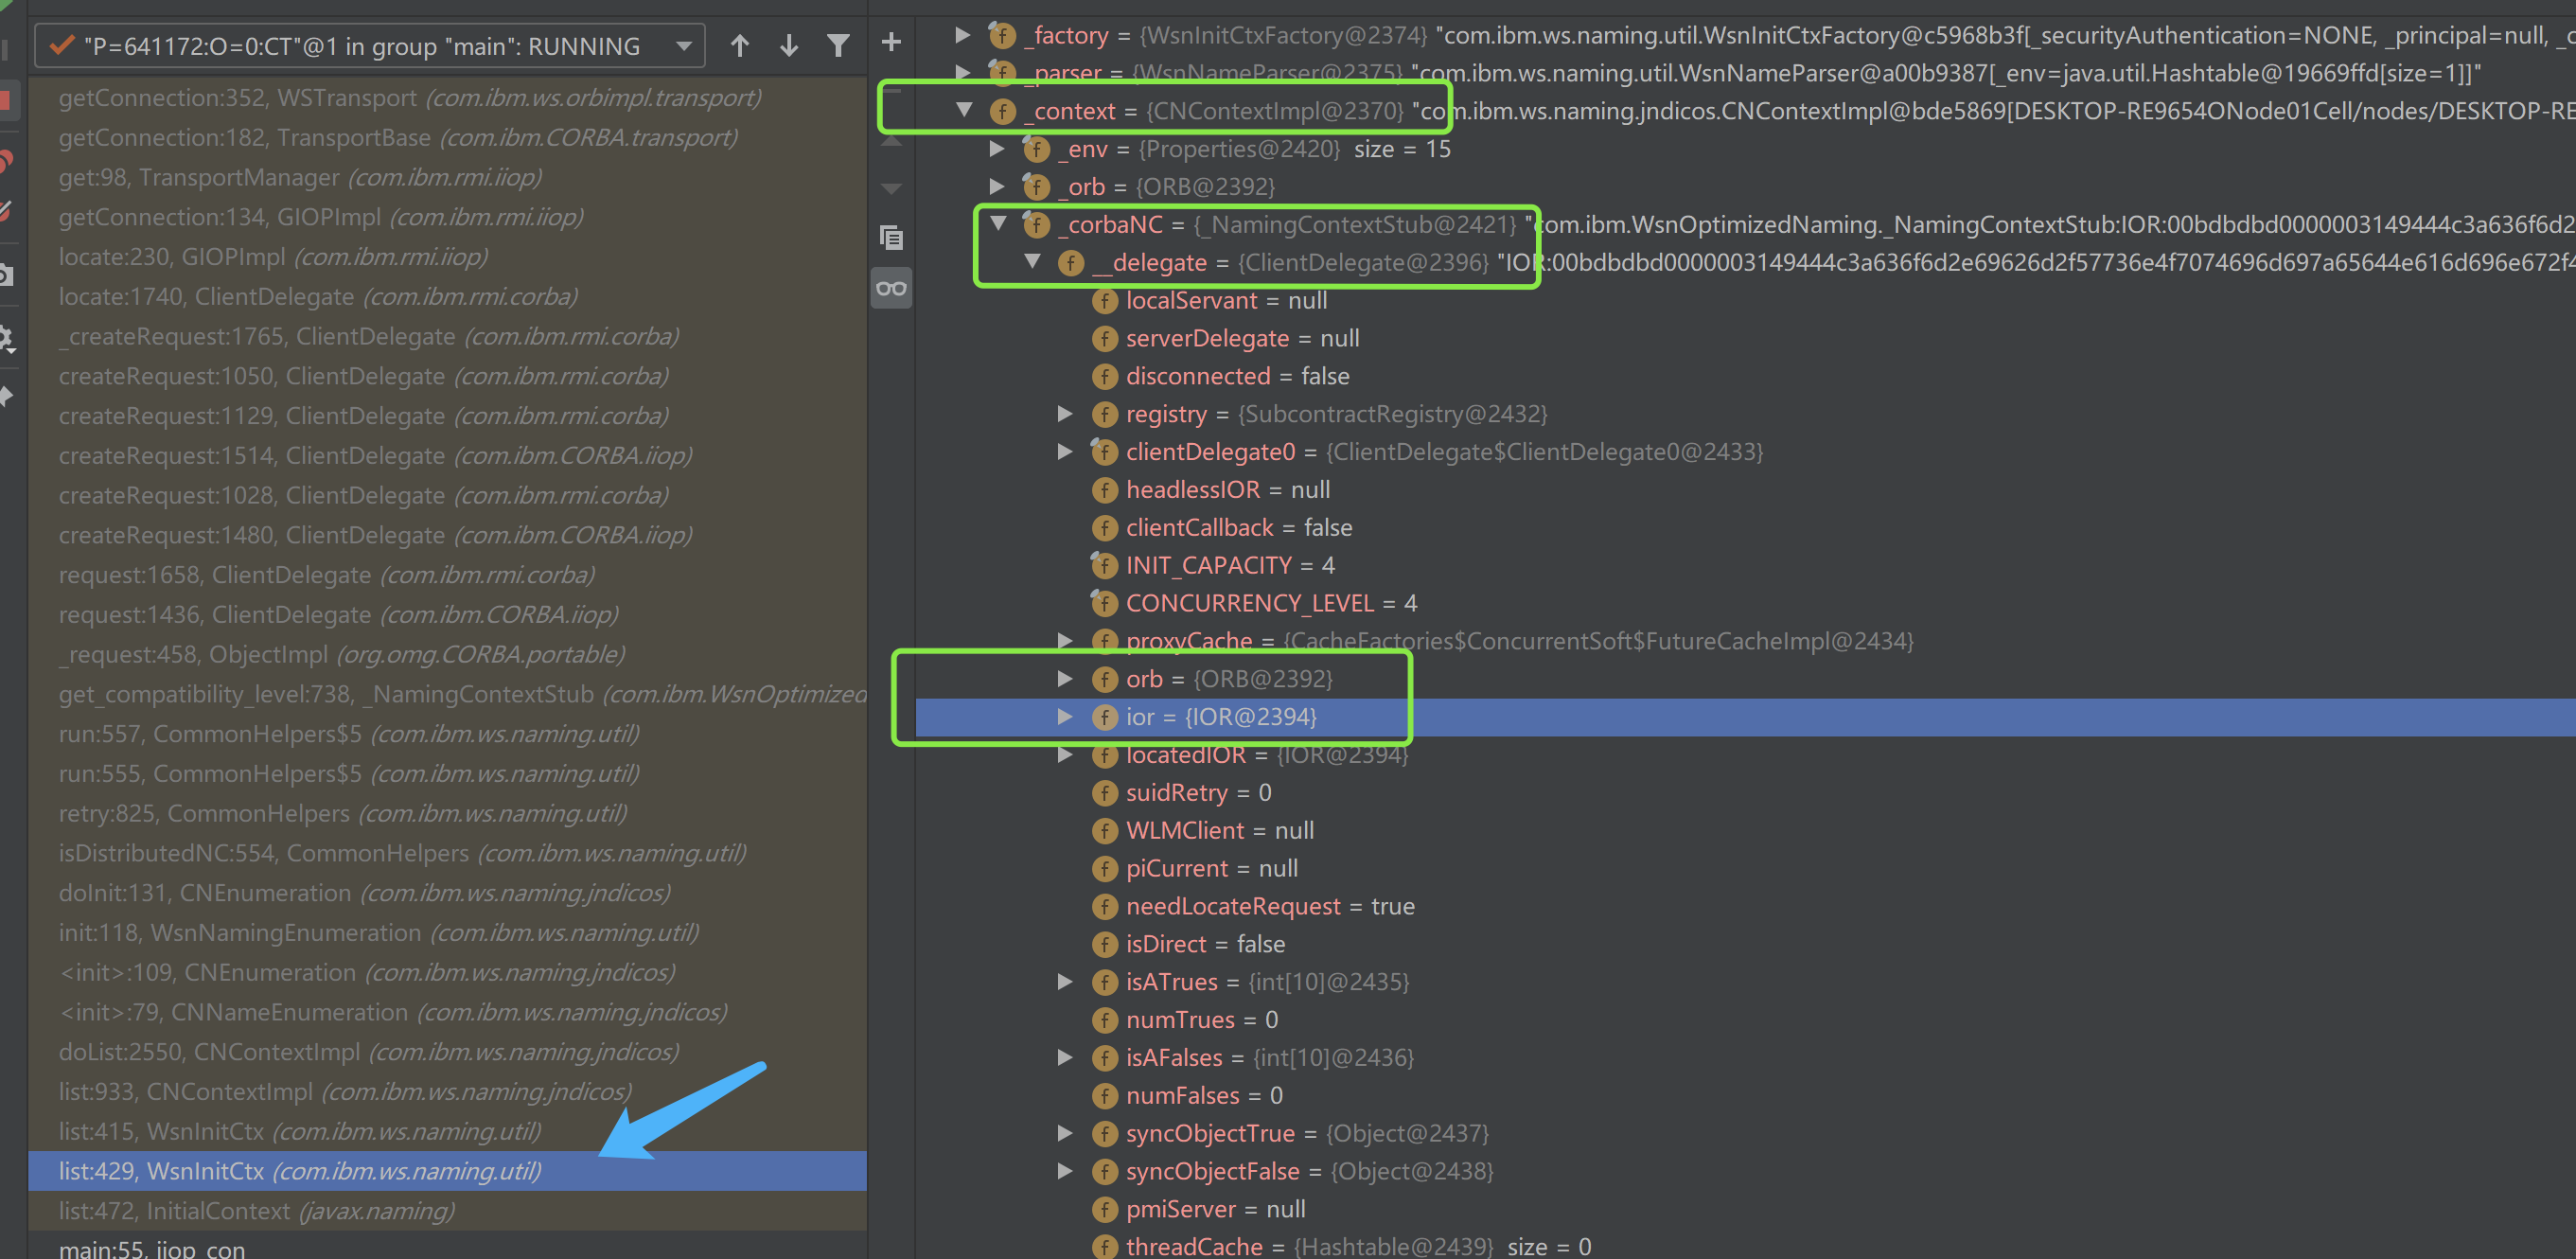 "P=641172:O=0:CT"@1 in group "main": RUNNING
getConnection:352, WSTransport (com.ibm.ws.orbimpl.transport)
getConnection:182, TransportBase (com.ibm.CORBA.transport)
get:98, TransportManager (com.ibm.rmi.iiop)
getConnection:134, GIOPImpl (com.ibm.rmi.iiop)
locate:230, GIOPImpl (com.ibm.rmi.iiop)
locate:1740, ClientDelegate (com.ibm.rmi.corba)
_createRequest:1765, ClientDelegate (com.ibm.rmi.corba)
createRequest:1050, ClientDelegate (com.ibm.rmi.corba)
createRequest:1129, ClientDelegate (com.ibm.rmi.corba)
createRequest:1514, ClientDelegate (com.ibm.CORBA.iiop)
createRequest:1028, ClientDelegate (com.ibm.rmi.corba)
createRequest:1480, ClientDelegate (com.ibm.CORBA.iiop)
request:1658, ClientDelegate (com.ibm.rmi.corba)
request:1436, ClientDelegate (com.ibm.CORBA.iiop)
_request:458, ObjectImpl (org.omg.CORBA.portable)
get_compatibility_level:738, _NamingContextStub (com.ibm.WsnOptimized
run:557, CommonHelpers$5 (com.ibm.ws.naming.util)
run:555, CommonHelpers$5 (com.ibm.ws.naming.util)
retry:825, CommonHelpers (com.ibm.ws.naming.util)
isDistributedNC:554, CommonHelpers (com.ibm.ws.naming.util)
doInit:131, CNEnumeration (com.ibm.ws.naming.jndicos)
init:118, WsnNamingEnumeration (com.ibm.ws.naming.util)
<init>:109, CNEnumeration (com.ibm.ws.naming.jndicos)
<init>:79, CNNameEnumeration (com.ibm.ws.naming.jndicos)
doList:2550, CNContextImpl (com.ibm.ws.naming.jndicos)
list:933, CNContextImpl (com.ibm.ws.naming.jndicos)
list:415, WsnInitCtx (com.ibm.ws.naming.util)
list:429, WsnInitCtx (com.ibm.ws.naming.util)
list:472, InitialContext (javax.naming)
main:55, iiop_con
_factory = {WsnInitCtxFactory@2374} "com.ibm.ws.naming.util.WsnInitCtxFactory@c5968b3f[_securityAuthentication=NONE, _principal=null, _c
_parser = {WsnNameParser@2375} "com.ibm.ws.naming.util.WsnNameParser@a00b9387[_env=java.util.Hashtable@19669ffd[size=1]]"
_context = {CNContextImpl@2370} "com.ibm.ws.naming.jndicos.CNContextImpl@bde5869[DESKTOP-RE9654ONode01Cell/nodes/DESKTOP-RE
_env = {Properties@2420} size = 15
_orb = {ORB@2392}
_corbaNC = {_NamingContextStub@2421} "com.ibm.WsnOptimizedNaming._NamingContextStub:IOR:00bdbdbd0000003149444c3a636f6d2
__delegate = {ClientDelegate@2396} "IOR:00bdbdbd0000003149444c3a636f6d2e69626d2f57736e4f7074696d697a65644e616d696e672f4
localServant = null
serverDelegate = null
disconnected = false
registry = {SubcontractRegistry@2432}
clientDelegate0 = {ClientDelegate$ClientDelegate0@2433}
headlessIOR = null
clientCallback = false
INIT_CAPACITY = 4
CONCURRENCY_LEVEL = 4
proxyCache = {CacheFactories$ConcurrentSoft$FutureCacheImpl@2434}
orb = {ORB@2392}
ior = {IOR@2394}
locatedIOR = {IOR@2394}
suidRetry = 0
WLMClient = null
piCurrent = null
needLocateRequest = true
isDirect = false
isATrues = {int[10]@2435}
numTrues = 0
isAFalses = {int[10]@2436}
numFalses = 0
syncObjectTrue = {Object@2437}
syncObjectFalse = {Object@2438}
pmiServer = null
threadCache = {Hashtable@2439} size = 0